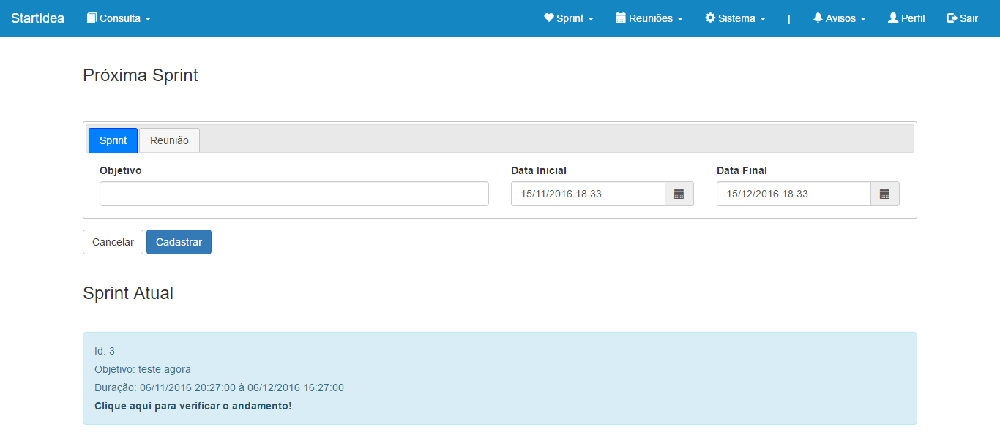 StartIdea Consulta Sprint Reuniões Sistema | Avisos Perfil Sair
Próxima Sprint
Sprint Reunião
Objetivo Data Inicial Data Final
15/11/2016 18:33 15/12/2016 18:33
Cancelar Cadastrar
Sprint Atual
Id: 3
Objetivo: teste agora
Duração: 06/11/2016 20:27:00 à 06/12/2016 16:27:00
Clique aqui para verificar o andamento!